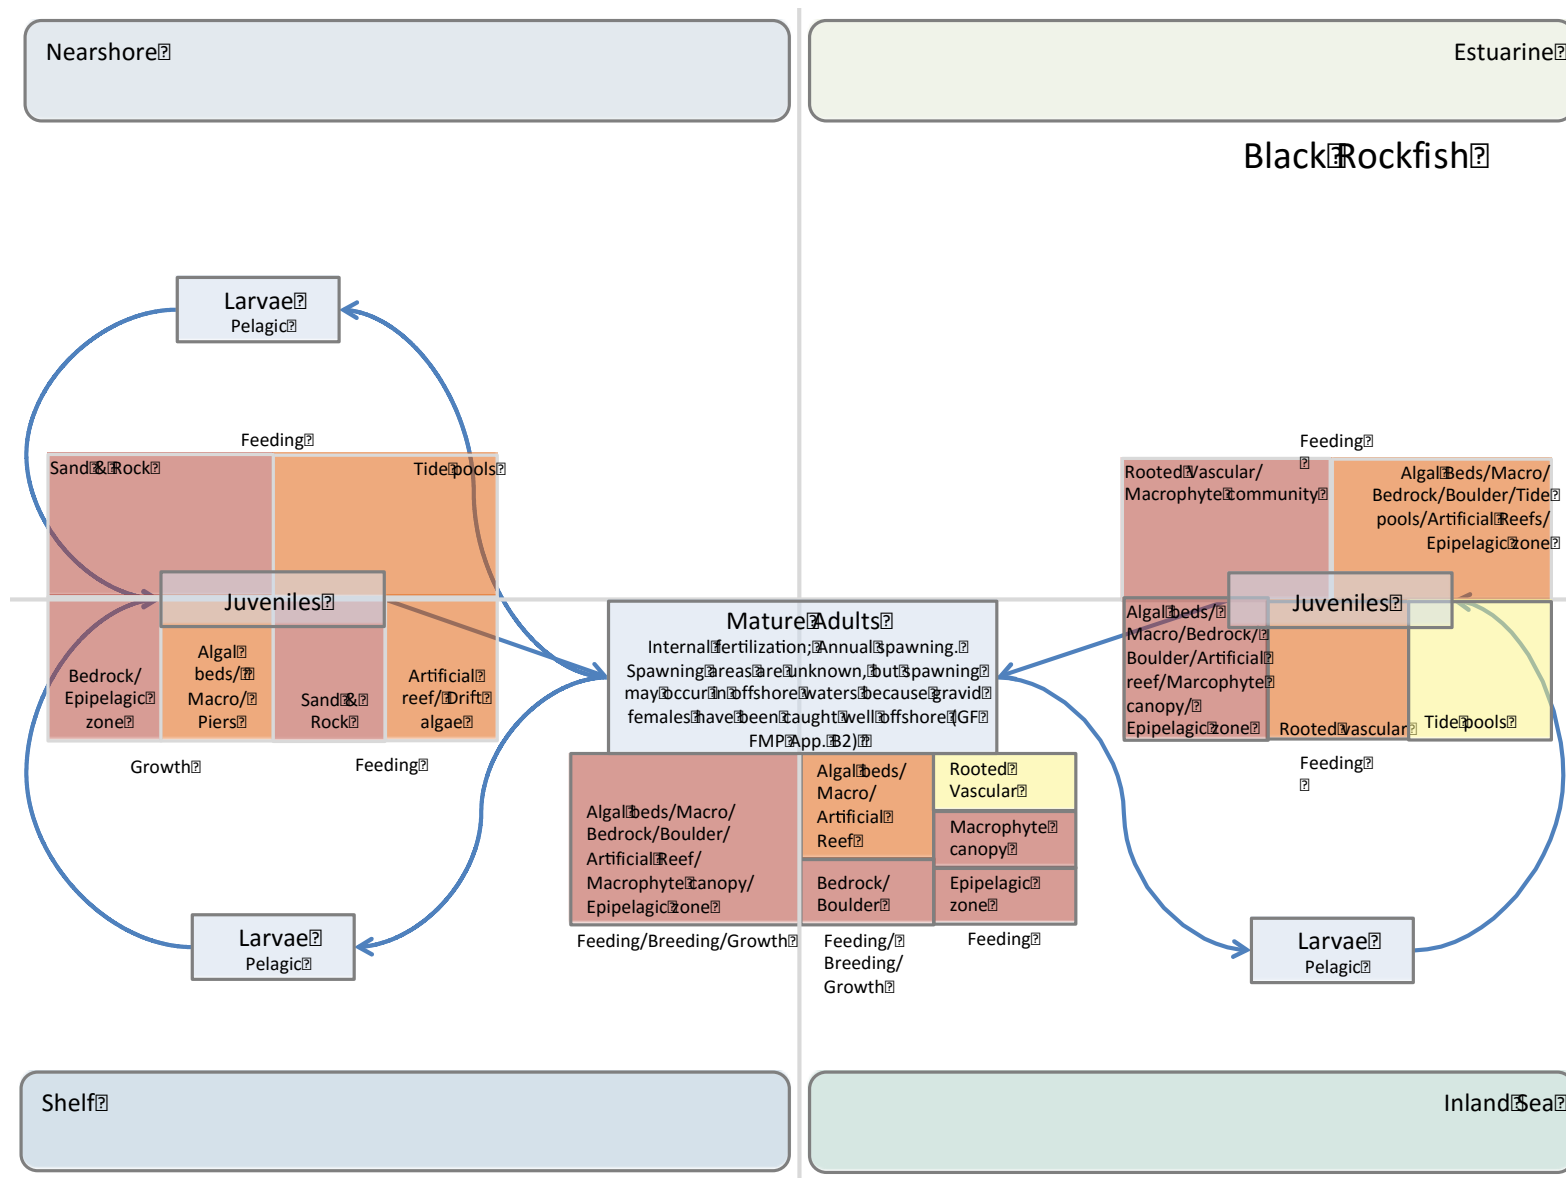 Nearshore
Estuarine
Black Rockfish
Larvae
Pelagic
Feeding
Sand & Rock
Tide pools
Feeding
Rooted Vascular/
Macrophyte community
Algal Beds/Macro/
Bedrock/Boulder/Tide
pools/Artificial Reefs/
Epipelagic zone
Juveniles
Bedrock/
Epipelagic
zone
Algal
beds/
Macro/
Piers
Sand &
Rock
Artificial
reef/ Drift
algae
Growth
Feeding
Mature Adults
Internal fertilization; Annual spawning.
Spawning areas are unknown, but spawning
may occur in offshore waters because gravid
females have been caught well offshore (GF
FMP App. B2)
Juveniles
Algal beds/
Macro/Bedrock/
Boulder/Artificial
reef/Marcophyte
canopy/
Epipelagic zone
Rooted vascular
Tide pools
Feeding
Algal beds/Macro/
Bedrock/Boulder/
Artificial Reef/
Macrophyte canopy/
Epipelagic zone
Algal beds/
Macro/
Artificial
Reef
Bedrock/
Boulder
Rooted
Vascular
Macrophyte
canopy
Epipelagic
zone
Feeding/Breeding/Growth
Feeding/
Breeding/
Growth
Feeding
Larvae
Pelagic
Larvae
Pelagic
Shelf
Inland Sea